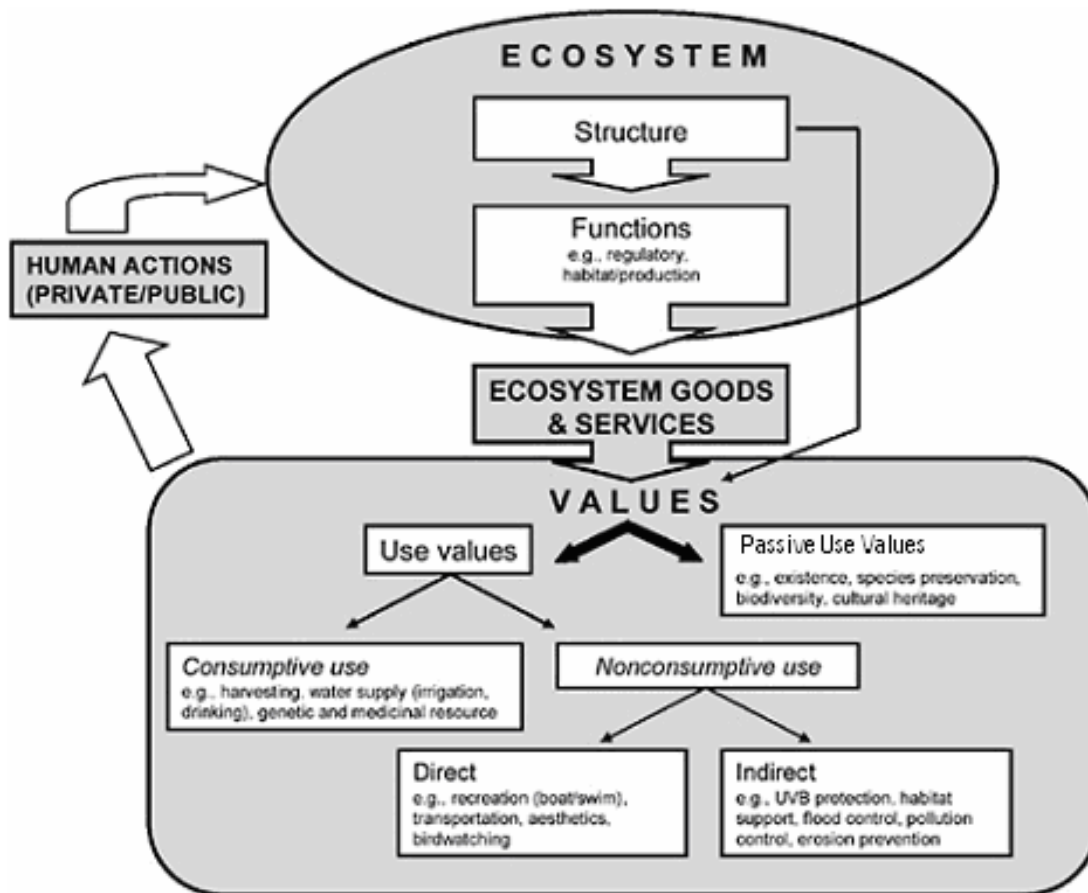 ECOSYSTEM
Structure
Functions
e.g., regulatory,
habitat/production
HUMAN ACTIONS
(PRIVATE/PUBLIC)
ECOSYSTEM GOODS
& SERVICES
VALUES
Use values
Passive Use Values
e.g., existence, species preservation,
biodiversity, cultural heritage
Consumptive use
e.g., harvesting, water supply (irrigation,
drinking), genetic and medicinal resource
Nonconsumptive use
Direct
e.g., recreation (boat/swim),
transportation, aesthetics,
birdwatching
Indirect
e.g., UVB protection, habitat
support, flood control, pollution
control, erosion prevention